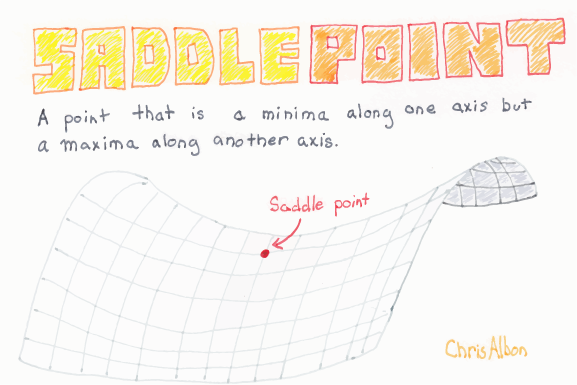 SADDLE POINT
A point that is a minima along one axis but
a maxima along another axis.
Saddle point
Chris Albon